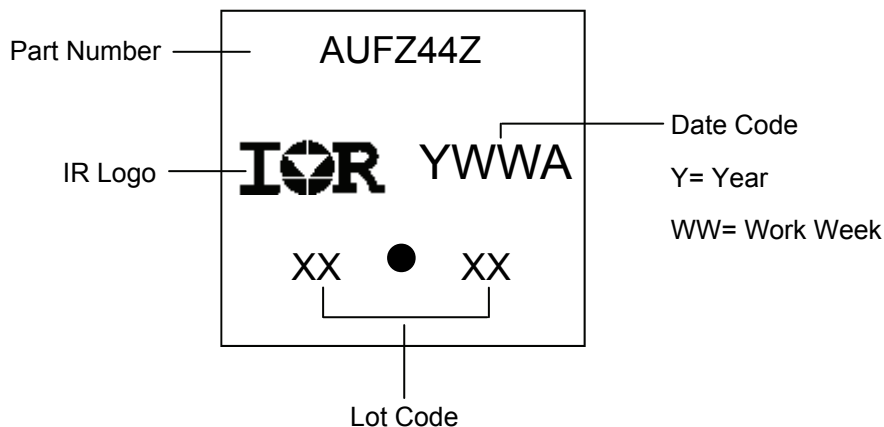 Part Number
AUFZ44Z
IR Logo
IOR
YWWA
Date Code
Y= Year
WW= Work Week
XX
XX
Lot Code